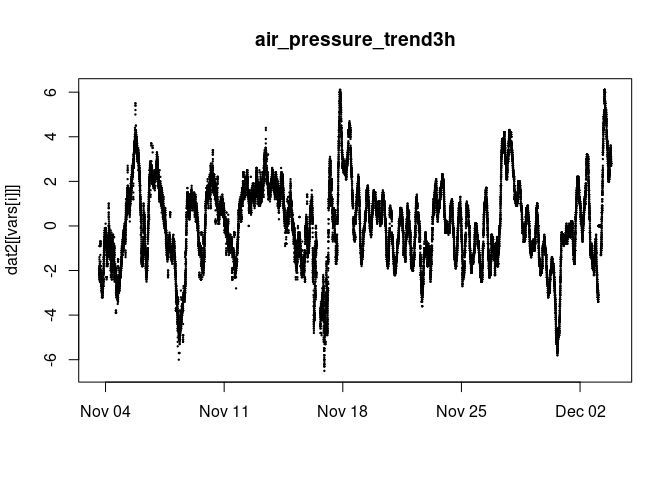 air_pressure_trend3h
dat2[[vars[i]]]
6
4
2
0
-2
-4
-6
Nov 04
Nov 11
Nov 18
Nov 25
Dec 02